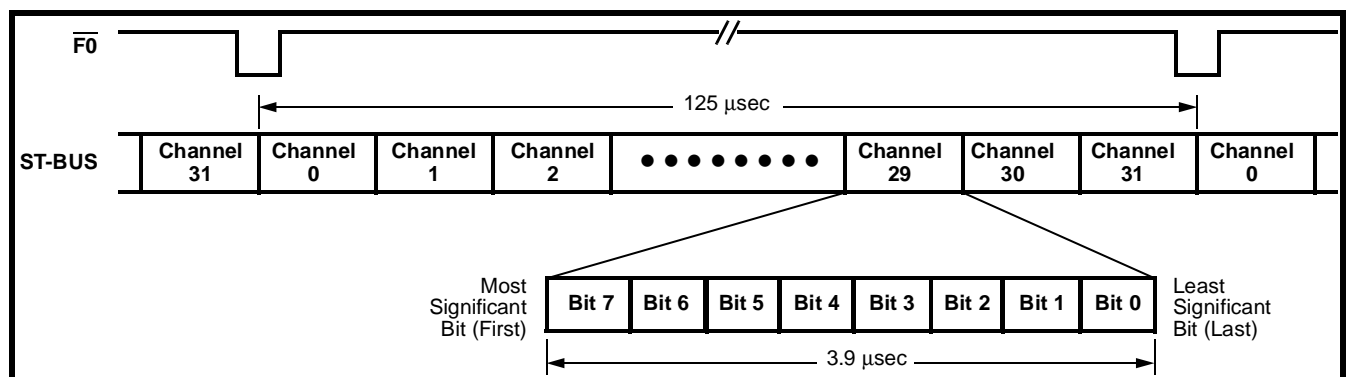 F0
125 μsec
ST-BUS
Channel 31
Channel 0
Channel 1
Channel 2
Channel 29
Channel 30
Channel 31
Channel 0
Most
Significant
Bit (First)
Bit 7 Bit 6 Bit 5 Bit 4 Bit 3 Bit 2 Bit 1 Bit 0
Least
Significant
Bit (Last)
3.9 μsec